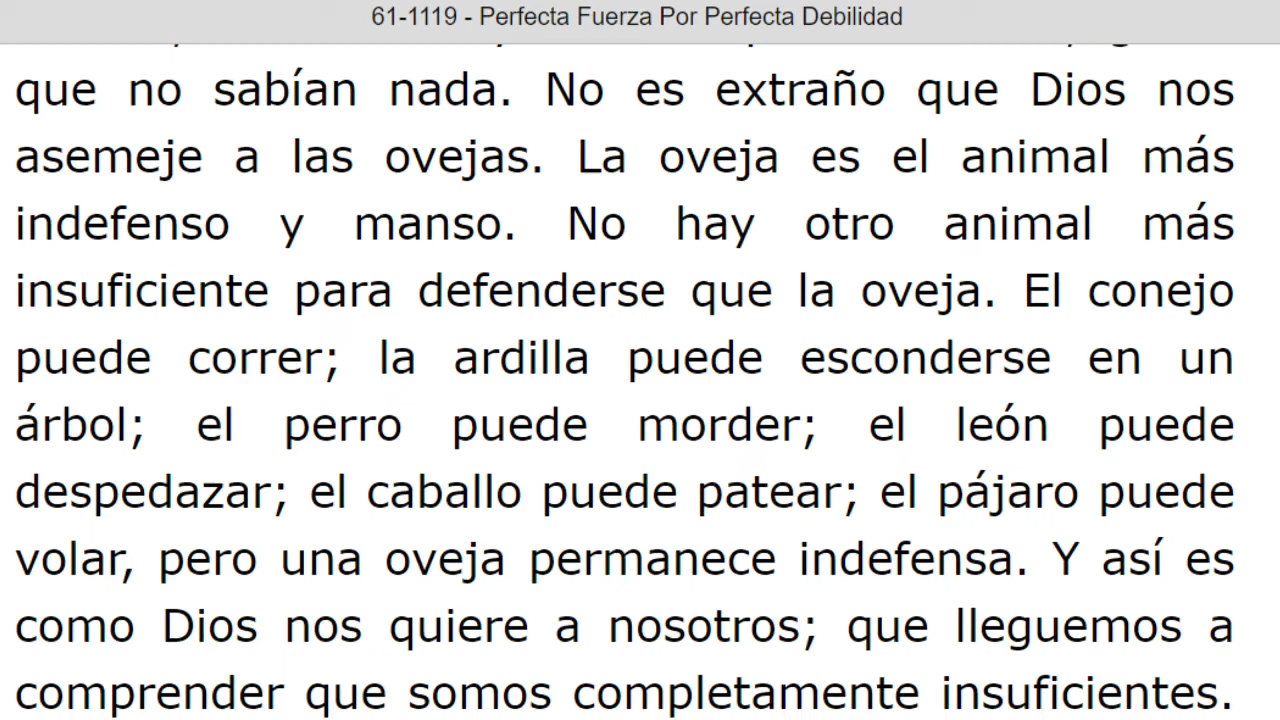 61-1119 - Perfecta Fuerza Por Perfecta Debilidad
que no sabían nada. No es extraño que Dios nos
asemeje a las ovejas. La oveja es el animal más
indefenso y manso. No hay otro animal más
insuficiente para defenderse que la oveja. El conejo
puede correr; la ardilla puede esconderse en un
árbol; el perro puede morder; el león puede
despedazar; el caballo puede patear; el pájaro puede
volar, pero una oveja permanece indefensa. Y así es
como Dios nos quiere a nosotros; que lleguemos a
comprender que somos completamente insuficientes.